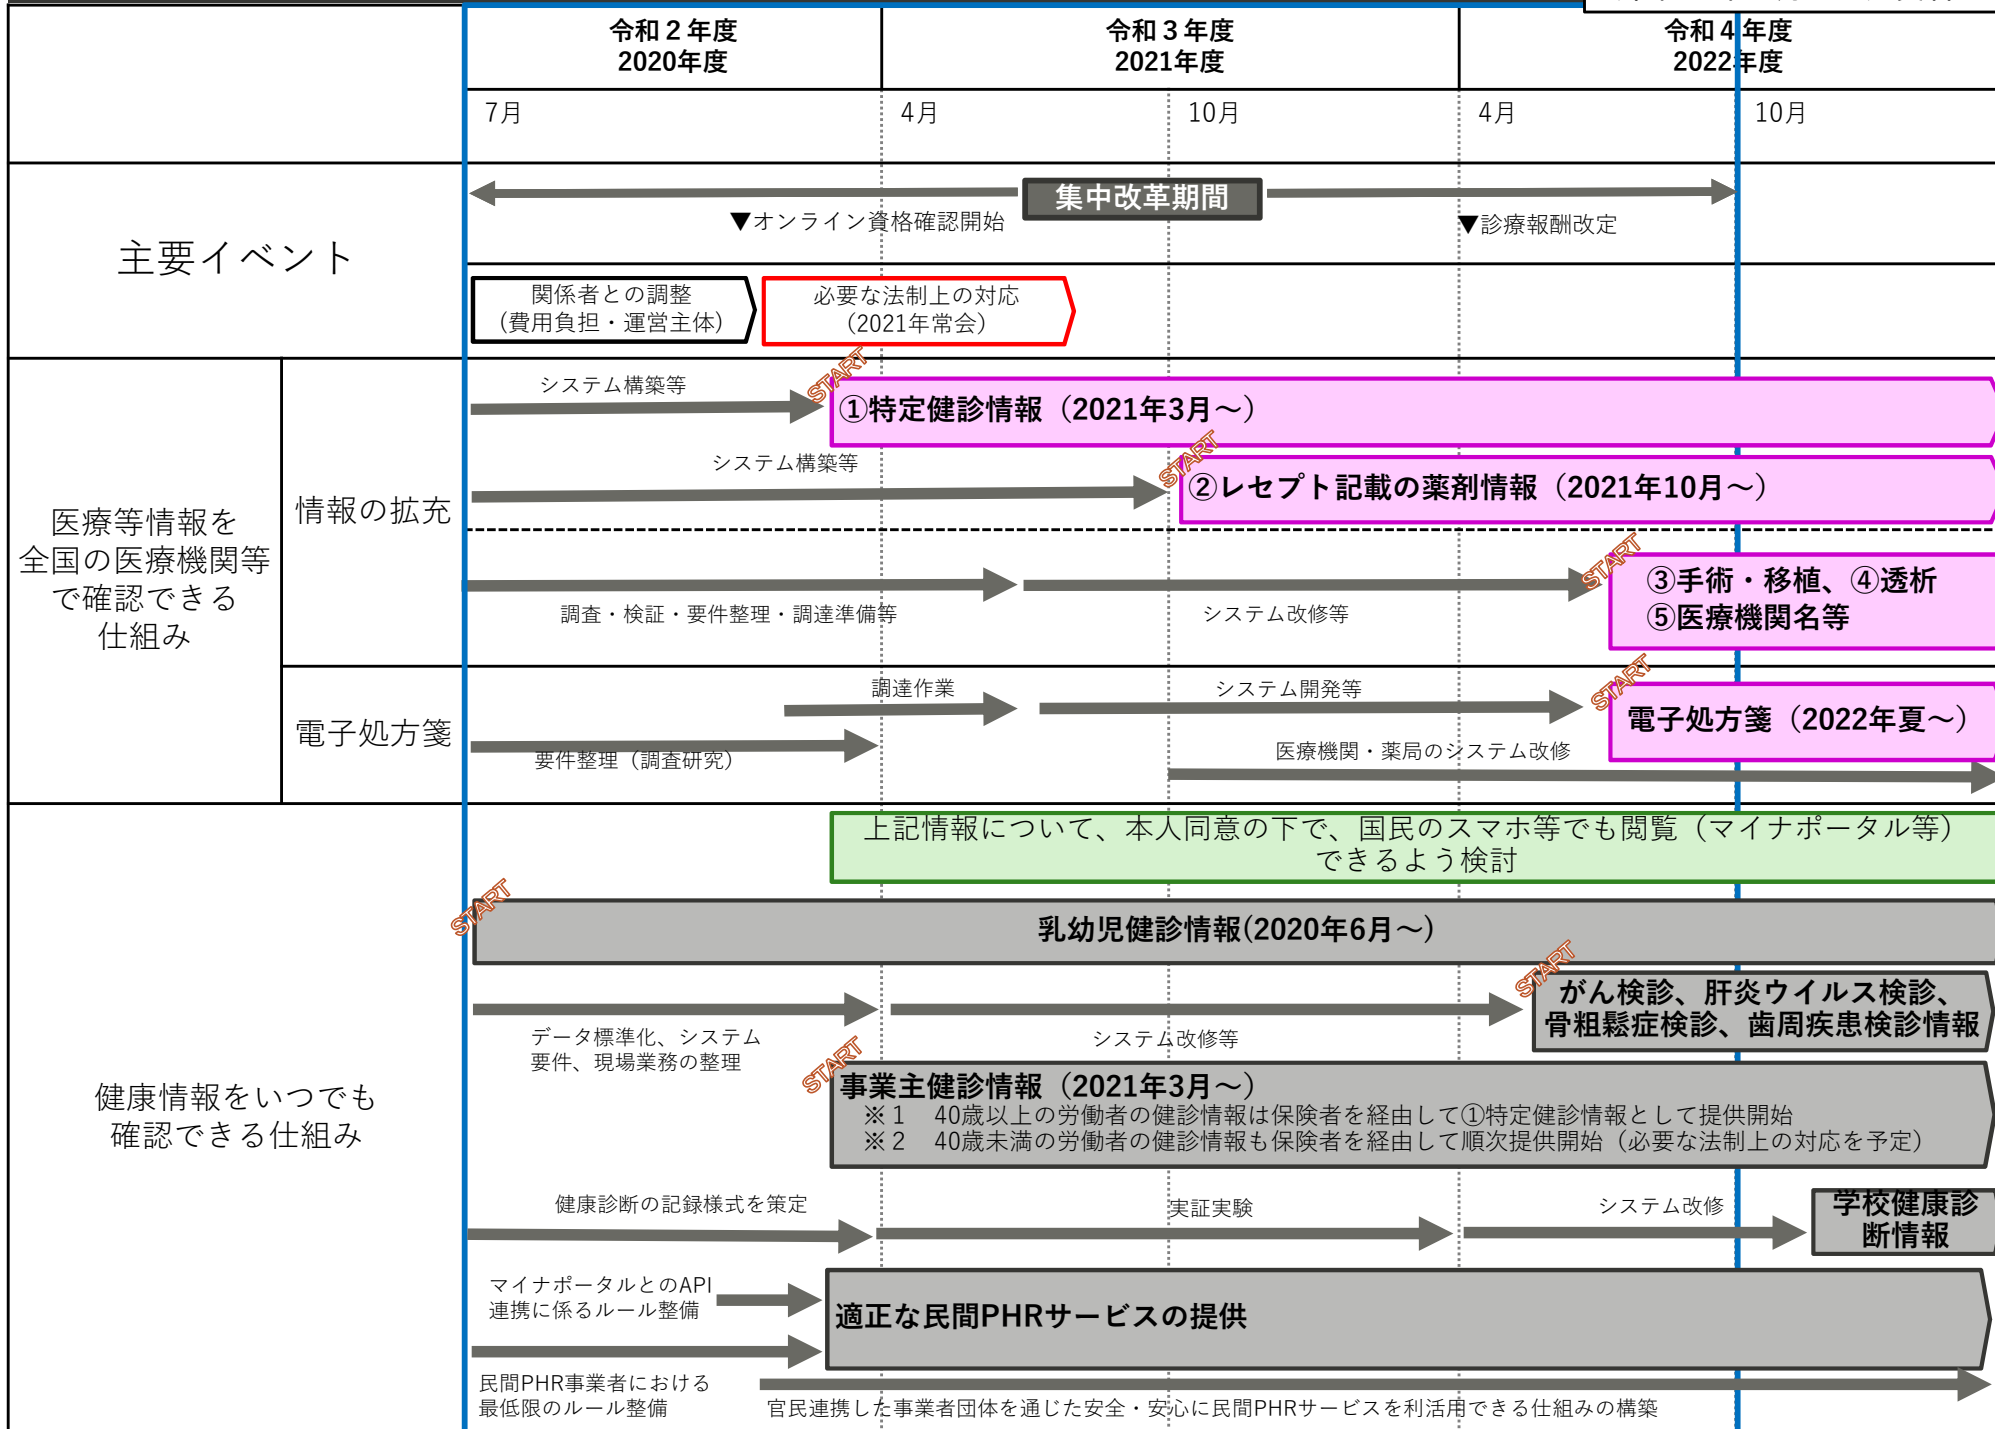 令和２年度
2020年度
令和３年度
2021年度
令和４年度
2022年度
7月
4月
10月
4月
10月
主要イベント
集中改革期間
▼オンライン資格確認開始
▼診療報酬改定
関係者との調整
（費用負担・運営主体）
必要な法制上の対応
（2021年常会）
医療等情報を
全国の医療機関等
で確認できる
仕組み
情報の拡充
システム構築等
START
①特定健診情報（2021年3月～）
システム構築等
START
②レセプト記載の薬剤情報（2021年10月～）
調査・検証・要件整理・調達準備等
システム改修等
START
③手術・移植、④透析
⑤医療機関名等
電子処方箋
調達作業
システム開発等
START
電子処方箋（2022年夏～）
要件整理（調査研究）
医療機関・薬局のシステム改修
健康情報をいつでも
確認できる仕組み
上記情報について、本人同意の下で、国民のスマホ等でも閲覧（マイナポータル等）
できるよう検討
START
乳幼児健診情報(2020年6月～)
データ標準化、システム
要件、現場業務の整理
システム改修等
START
がん検診、肝炎ウイルス検診、
骨粗鬆症検診、歯周疾患検診情報
START
事業主健診情報（2021年3月～）
※１　40歳以上の労働者の健診情報は保険者を経由して①特定健診情報として提供開始
※２　40歳未満の労働者の健診情報も保険者を経由して順次提供開始（必要な法制上の対応を予定）
健康診断の記録様式を策定
実証実験
システム改修
学校健康診
断情報
マイナポータルとのAPI
連携に係るルール整備
適正な民間PHRサービスの提供
民間PHR事業者における
最低限のルール整備
官民連携した事業者団体を通じた安全・安心に民間PHRサービスを利活用できる仕組みの構築